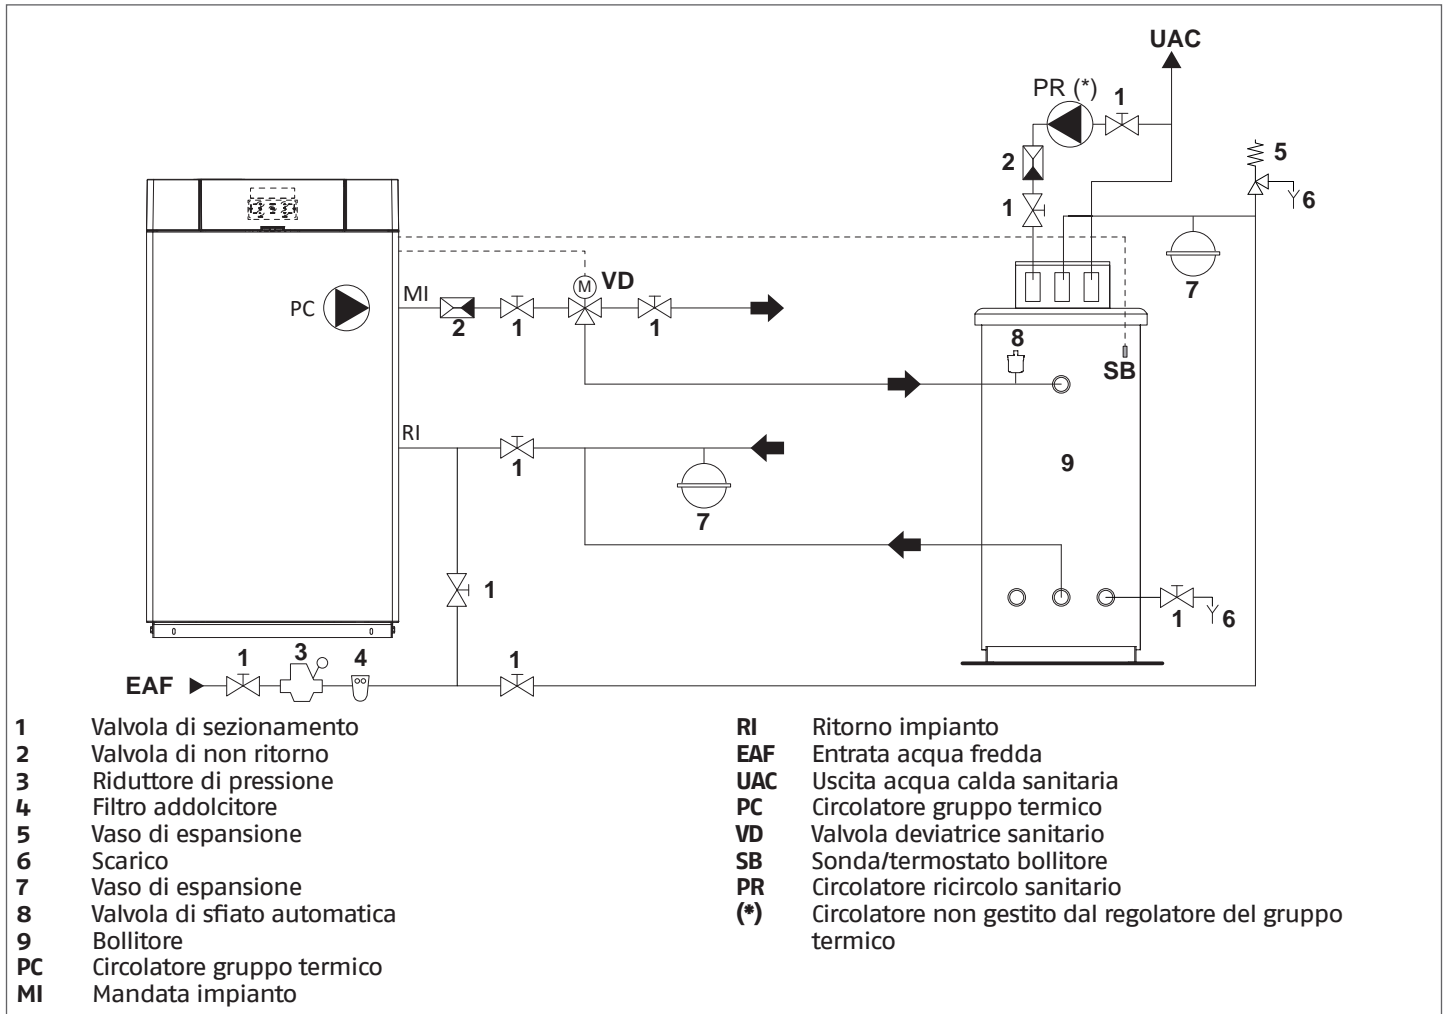 UAC
PR (*)
1
2
5
1
6
7
M
VD
MI
PC
2
1
1
8
SB
RI
1
9
7
1
1
6
1
3
4
1
EAF
1 Valvola di sezionamento
2 Valvola di non ritorno
3 Riduttore di pressione
4 Filtro addolcitore
5 Vaso di espansione
6 Scarico
7 Vaso di espansione
8 Valvola di sfiato automatica
9 Bollitore
PC Circolatore gruppo termico
MI Mandata impianto
RI Ritorno impianto
EAF Entrata acqua fredda
UAC Uscita acqua calda sanitaria
PC Circolatore gruppo termico
VD Valvola deviatrice sanitario
SB Sonda/termostato bollitore
PR Circolatore ricircolo sanitario
(*) Circolatore non gestito dal regolatore del gruppo
termico